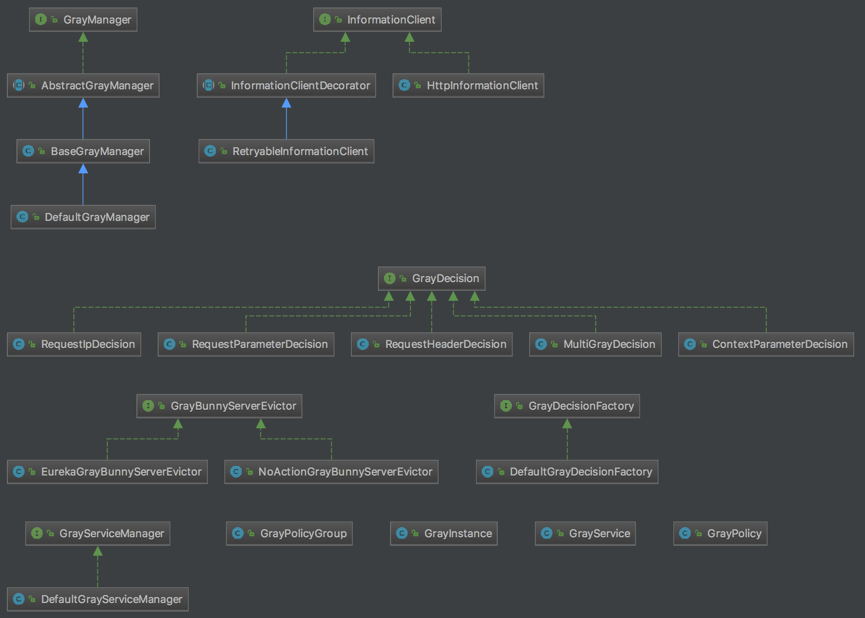 GrayManager
InformationClient
AbstractGrayManager
InformationClientDecorator
HttpInformationClient
BaseGrayManager
RetryableInformationClient
DefaultGrayManager
GrayDecision
RequestIpDecision
RequestParameterDecision
RequestHeaderDecision
MultiGrayDecision
ContextParameterDecision
GrayBunnyServerEvictor
GrayDecisionFactory
EurekaGrayBunnyServerEvictor
NoActionGrayBunnyServerEvictor
DefaultGrayDecisionFactory
GrayServiceManager
GrayPolicyGroup
GrayInstance
GrayService
GrayPolicy
DefaultGrayServiceManager